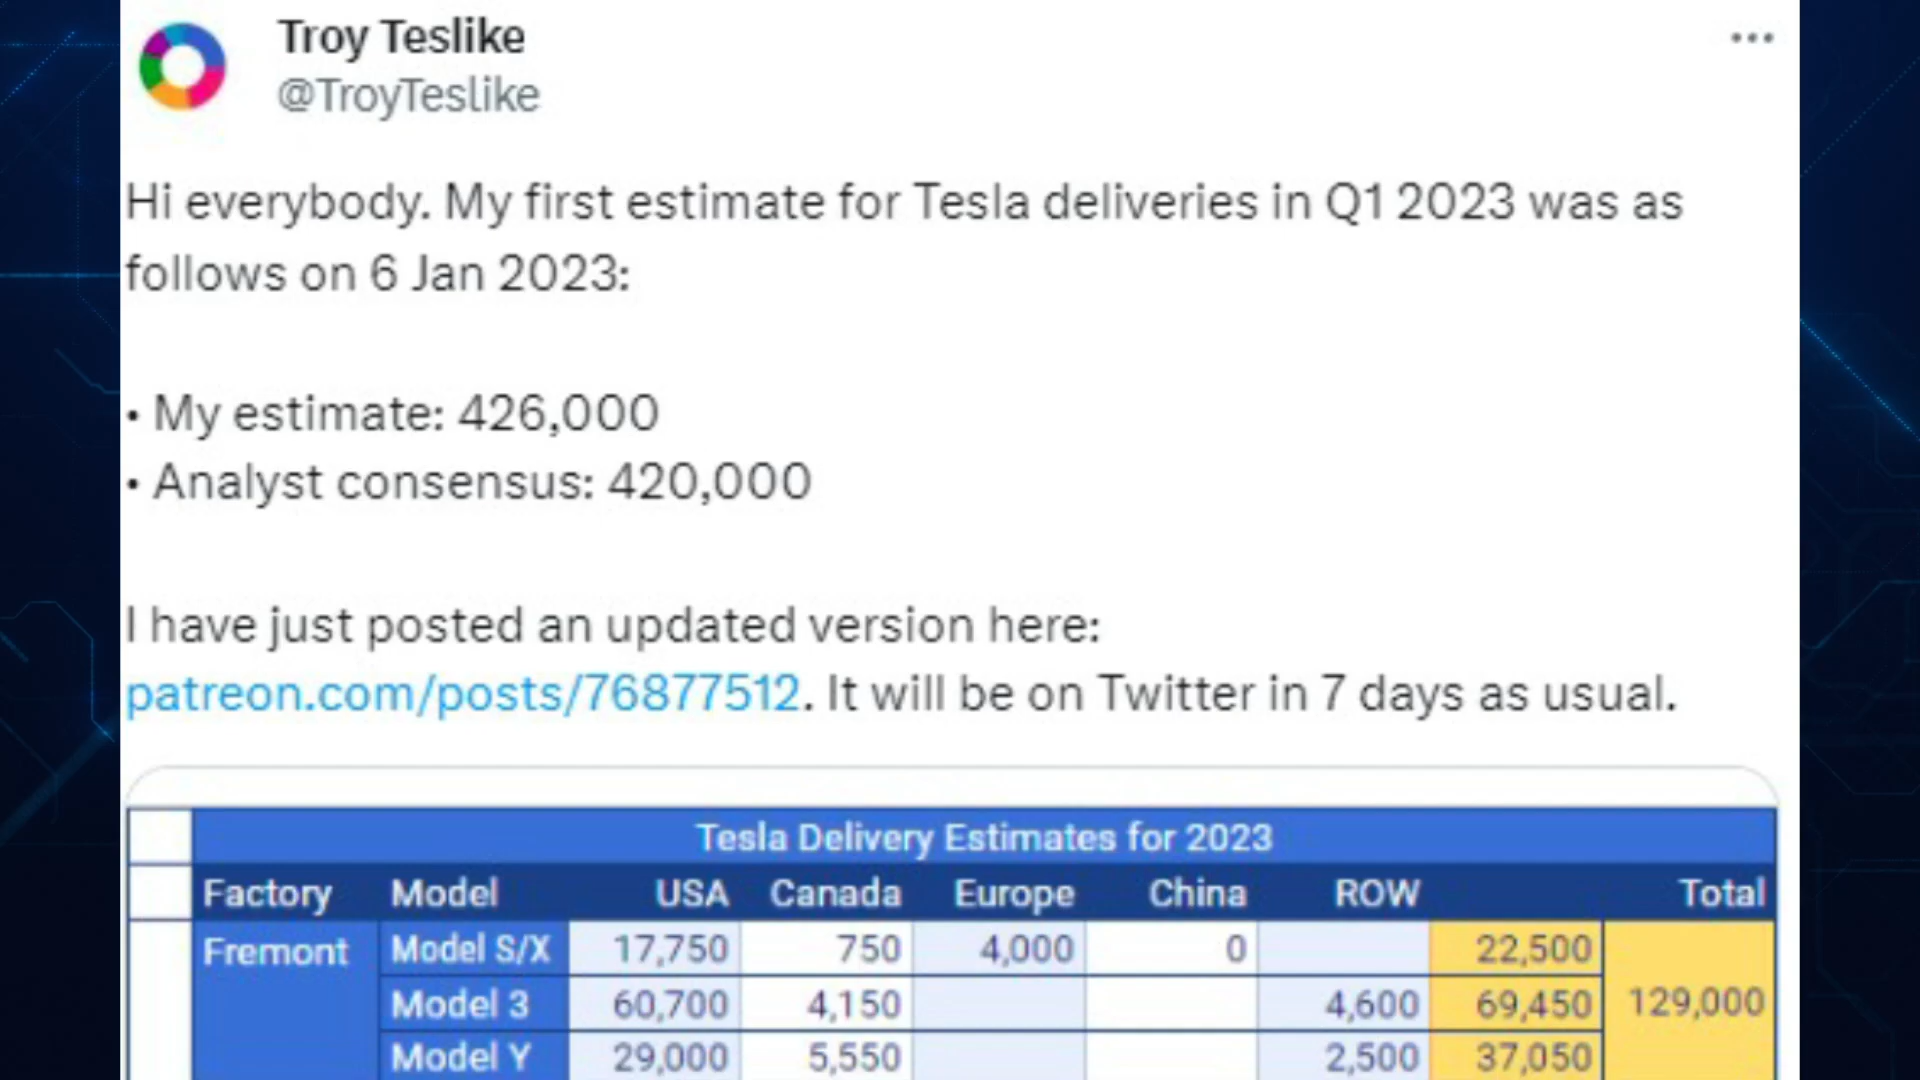 Troy Teslike
@TroyTeslike
Hi everybody. My first estimate for Tesla deliveries in Q1 2023 was as
follows on 6 Jan 2023:
• My estimate: 426,000
• Analyst consensus: 420,000
I have just posted an updated version here:
patreon.com/posts/76877512. It will be on Twitter in 7 days as usual.
Tesla Delivery Estimates for 2023
Factory Model USA Canada Europe China ROW Total
Fremont Model S/X 17,750 750 4,000 0 22,500
Model 3 60,700 4,150 4,600 69,450 129,000
Model Y 29,000 5,550 2,500 37,050